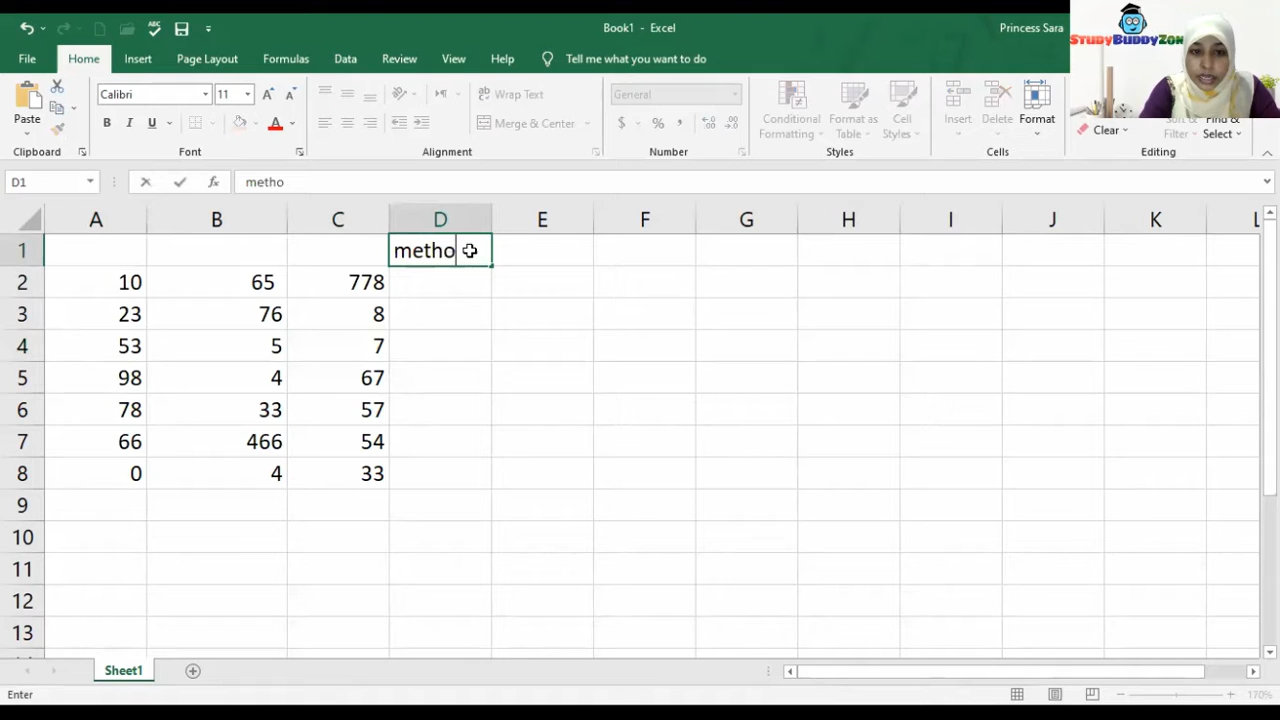 Book1 - Excel
Princess Sara
StudyBuddyZon
File Home Insert Page Layout Formulas Data Review View Help Tell me what you want to do
Calibri 11
Wrap Text
General
Paste
Merge & Center
Conditional Formatting
Format as Table
Cell Styles
Insert
Delete
Format
Clear
Sort & Filter
Find & Select
Clipboard Font Alignment Number Styles Cells Editing
D1 fx metho
A B C D E F G H I J K L
1 metho
2 10 65 778
3 23 76 8
4 53 5 7
5 98 4 67
6 78 33 57
7 66 466 54
8 0 4 33
9
10
11
12
13
Sheet1
Enter 170%